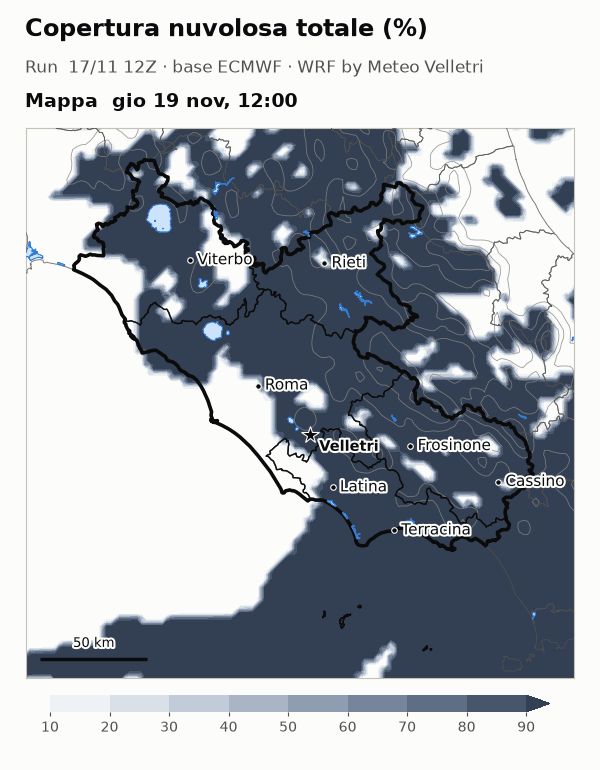 Copertura nuvolosa totale (%)
Run  17/11 12Z · base ECMWF · WRF by Meteo Velletri
Mappa  gio 19 nov, 12:00
Viterbo
Rieti
Roma
Velletri
Frosinone
Cassino
Latina
Terracina
50 km
10 20 30 40 50 60 70 80 90